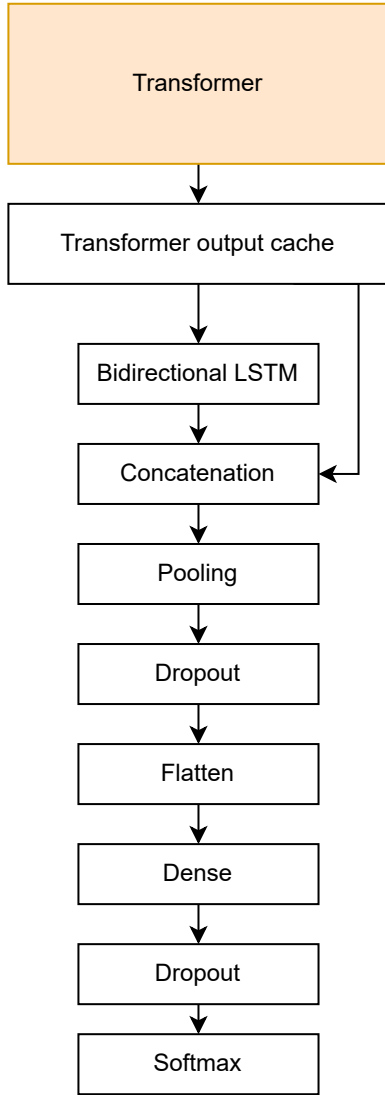 Transformer
Transformer output cache
Bidirectional LSTM
Concatenation
Pooling
Dropout
Flatten
Dense
Dropout
Softmax